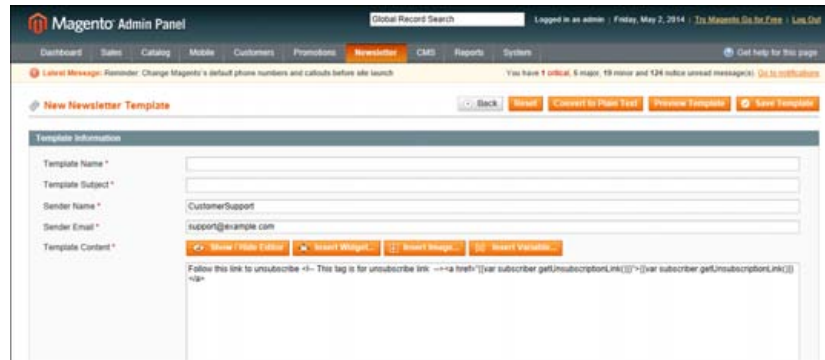 Magento Admin Panel
Global Record Search
Logged in as admin | Friday, May 2, 2014 | Try Magento Go for Free | Log Out
Dashboard Sales Catalog Mobile Customers Promotions Newsletter CMS Reports System Get help for this page
Latest Message: Reminder: Change Magento's default phone numbers and callouts before site launch
You have 1 critical, 6 major, 19 minor and 124 notice unread message(s). Go to notifications
New Newsletter Template
Back Reset Convert to Plain Text Preview Template Save Template
Template Information
Template Name *
Template Subject *
Sender Name * CustomerSupport
Sender Email * support@example.com
Template Content * Show / Hide Editor Insert Widget... Insert Image... Insert Variable...
Follow this link to unsubscribe <!-- This tag is for unsubscribe link --><a href="{{var subscriber.getUnsubscriptionLink()}}">{{var subscriber.getUnsubscriptionLink()}}
</a>